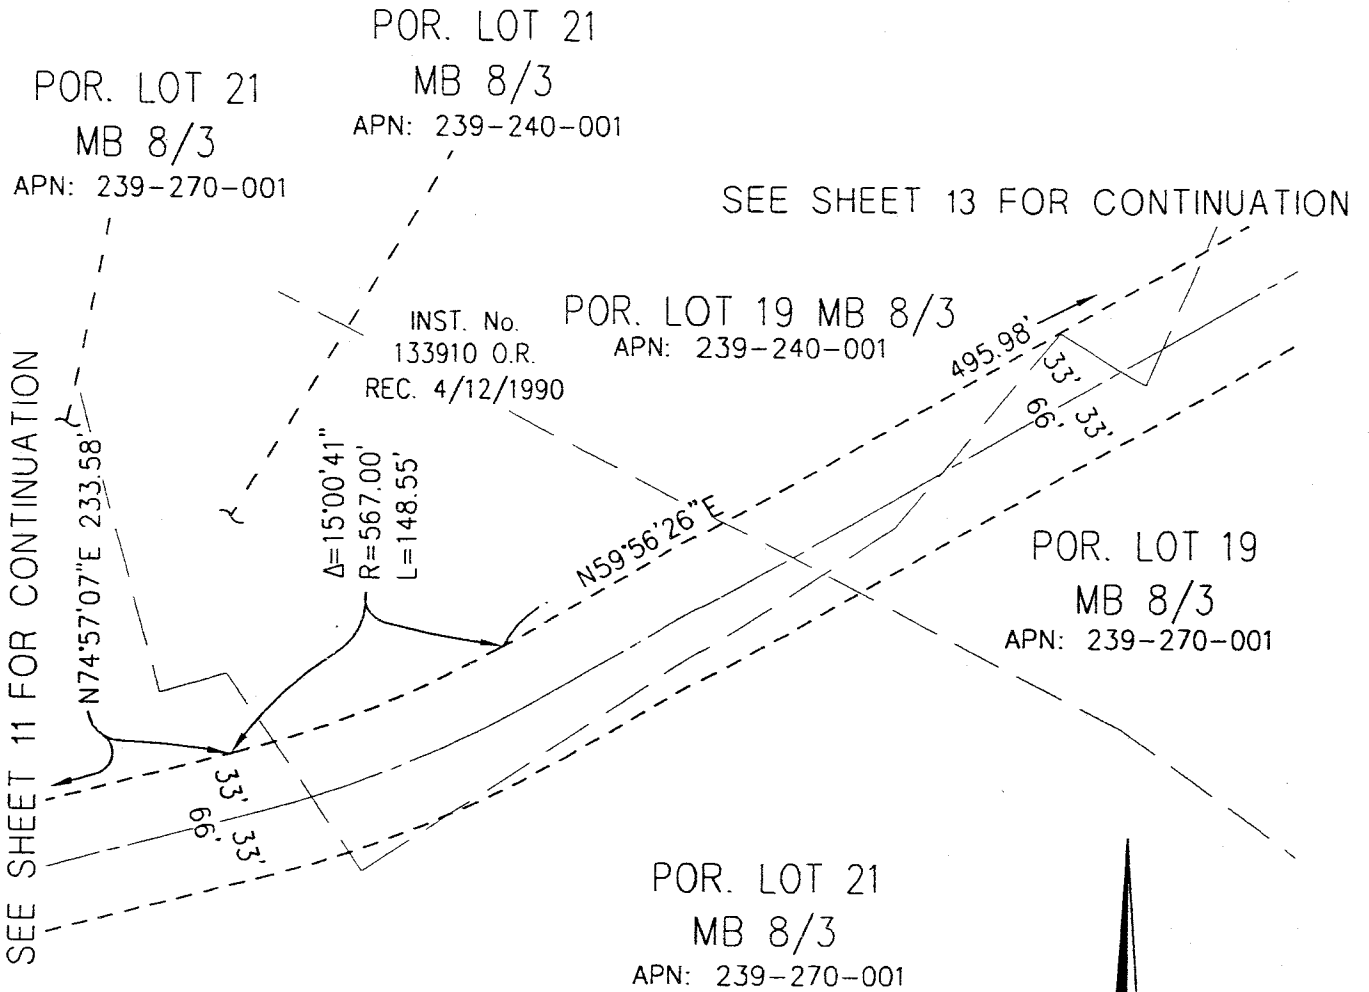 POR. LOT 21
MB 8/3
APN: 239-240-001
POR. LOT 21
MB 8/3
APN: 239-270-001
SEE SHEET 13 FOR CONTINUATION
INST. No.
133910 O.R.
REC. 4/12/1990
POR. LOT 19 MB 8/3
APN: 239-240-001
495.98'
33'
33'
66'
SEE SHEET 11 FOR CONTINUATION
N74°57'07"E 233.58'
Δ=15°00'41"
R=567.00'
L=148.55'
N59°56'26"E
POR. LOT 19
MB 8/3
APN: 239-270-001
33'
33'
66'
POR. LOT 21
MB 8/3
APN: 239-270-001